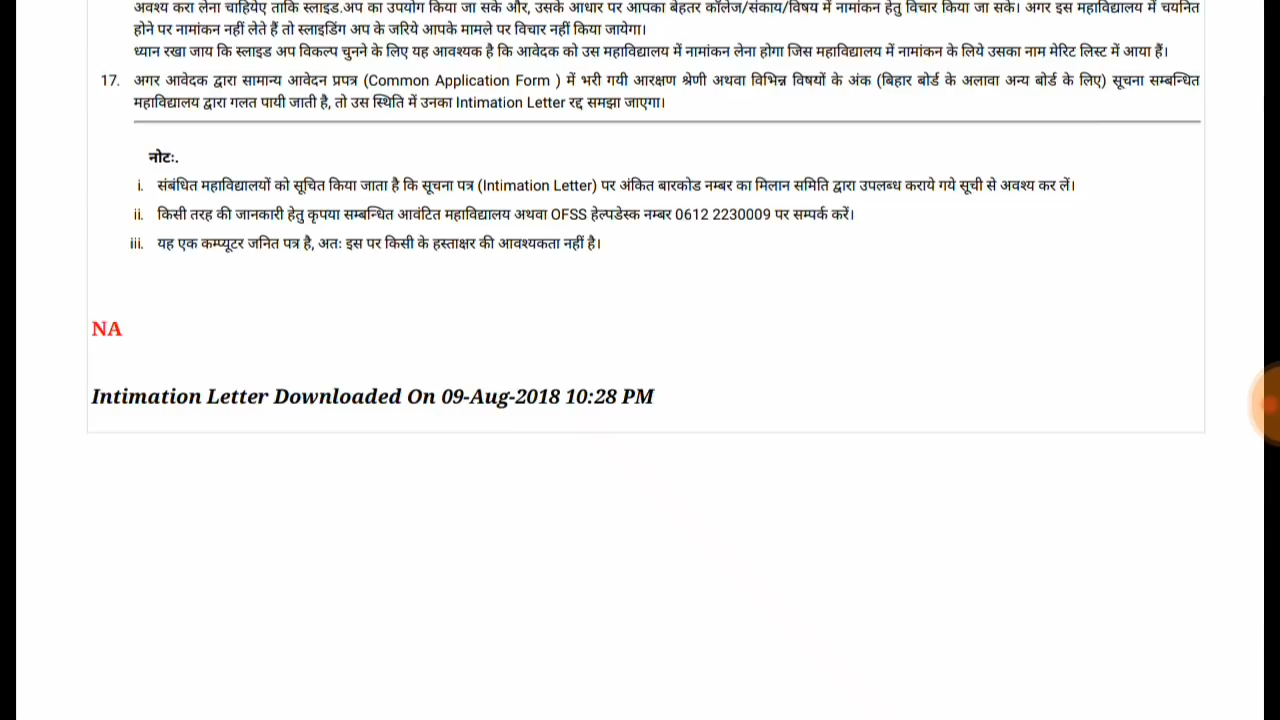 अवश्य करा लेना चाहियेए ताकि स्लाइड.अप का उपयोग किया जा सके और, उसके आधार पर आपका बेहतर कॉलेज/संकाय/विषय में नामांकन हेतु विचार किया जा सके। अगर इस महाविद्यालय में चयनित
होने पर नामांकन नहीं लेते हैं तो स्लाइडिंग अप के जरिये आपके मामले पर विचार नहीं किया जायेगा।
ध्यान रखा जाय कि स्लाइड अप विकल्प चुनने के लिए यह आवश्यक है कि आवेदक को उस महाविद्यालय में नामांकन लेना होगा जिस महाविद्यालय में नामांकन के लिये उसका नाम मेरिट लिस्ट में आया हैं।
17. अगर आवेदक द्वारा सामान्य आवेदन प्रपत्र (Common Application Form ) में भरी गयी आरक्षण श्रेणी अथवा विभिन्न विषयों के अंक (बिहार बोर्ड के अलावा अन्य बोर्ड के लिए) सूचना सम्बन्धित
महाविद्यालय द्वारा गलत पायी जाती है, तो उस स्थिति में उनका Intimation Letter रद्द समझा जाएगा।
नोटः.
i. संबंधित महाविद्यालयों को सूचित किया जाता है कि सूचना पत्र (Intimation Letter) पर अंकित बारकोड नम्बर का मिलान समिति द्वारा उपलब्ध कराये गये सूची से अवश्य कर लें।
ii. किसी तरह की जानकारी हेतु कृपया सम्बन्धित आवंटित महाविद्यालय अथवा OFSS हेल्पडेस्क नम्बर 0612 2230009 पर सम्पर्क करें।
iii. यह एक कम्प्यूटर जनित पत्र है, अतः इस पर किसी के हस्ताक्षर की आवश्यकता नहीं है।
NA
Intimation Letter Downloaded On 09-Aug-2018 10:28 PM